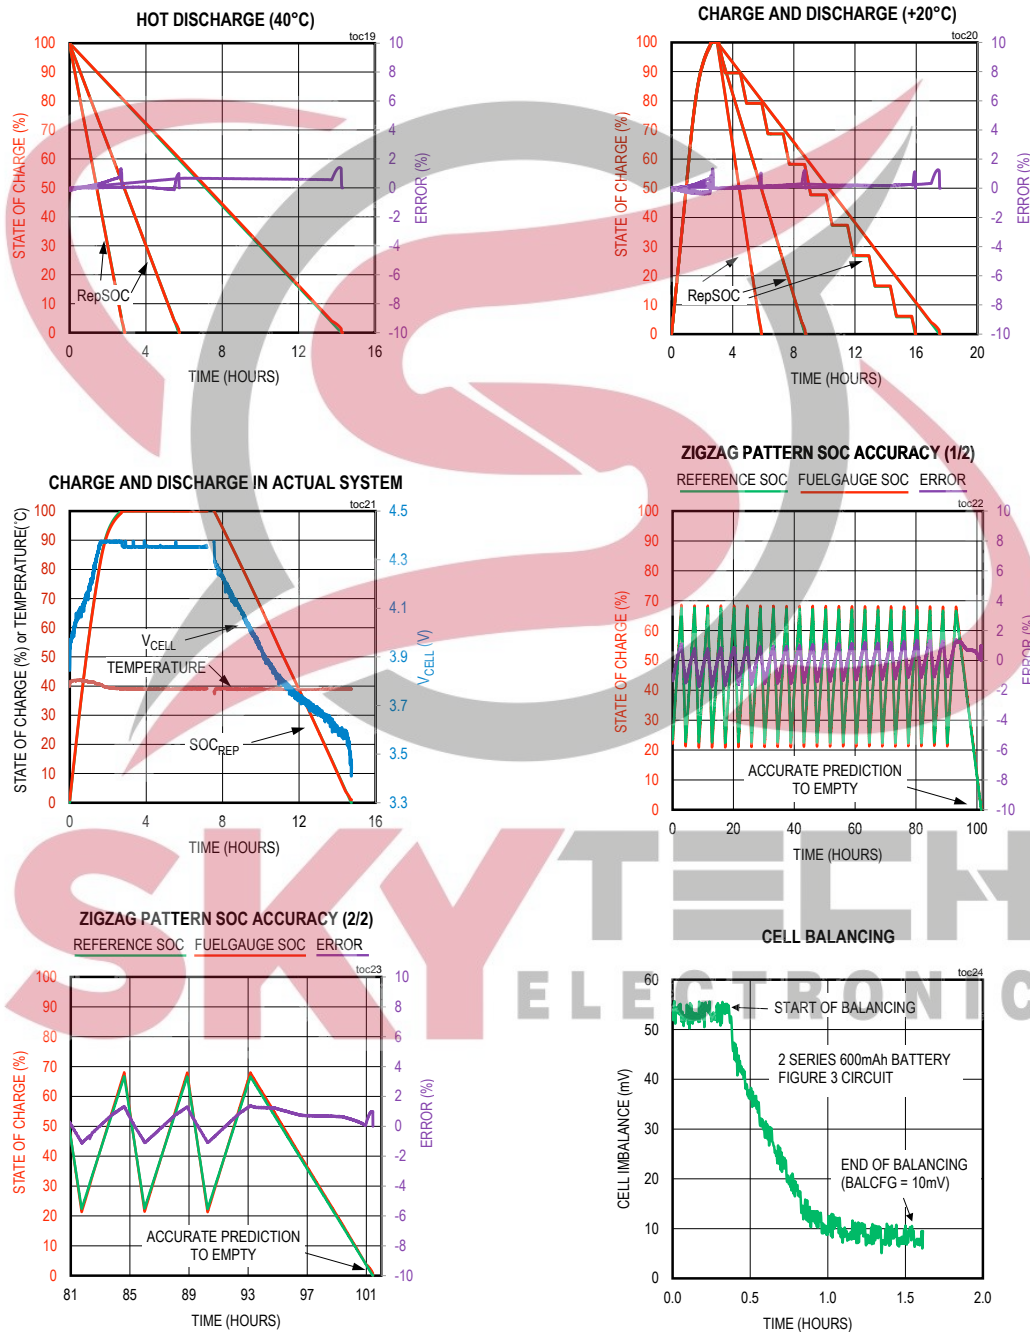 HOT DISCHARGE (40°C)
toc19
STATE OF CHARGE (%)
100
90
80
70
60
50
40
30
20
10
0
10
8
6
4
2
0
-2
-4
-6
-8
-10
ERROR (%)
RepSOC
0 4 8 12 16
TIME (HOURS)
CHARGE AND DISCHARGE (+20°C)
toc20
STATE OF CHARGE (%)
100
90
80
70
60
50
40
30
20
10
0
10
8
6
4
2
0
-2
-4
-6
-8
-10
ERROR (%)
RepSOC
0 4 8 12 16 20
TIME (HOURS)
CHARGE AND DISCHARGE IN ACTUAL SYSTEM
toc21
STATE OF CHARGE (%) or TEMPERATURE(°C)
100
90
80
70
60
50
40
30
20
10
0
4.5
4.3
4.1
3.9
3.7
3.5
3.3
VCELL (V)
VCELL
TEMPERATURE
SOCREP
0 4 8 12 16
TIME (HOURS)
ZIGZAG PATTERN SOC ACCURACY (1/2)
REFERENCE SOC FUELGAUGE SOC ERROR
toc22
STATE OF CHARGE (%)
100
90
80
70
60
50
40
30
20
10
0
10
8
6
4
2
0
-2
-4
-6
-8
-10
ERROR (%)
ACCURATE PREDICTION
TO EMPTY
0 20 40 60 80 100
TIME (HOURS)
ZIGZAG PATTERN SOC ACCURACY (2/2)
REFERENCE SOC FUELGAUGE SOC ERROR
toc23
STATE OF CHARGE (%)
100
90
80
70
60
50
40
30
20
10
0
10
8
6
4
2
0
-2
-4
-6
-8
-10
ERROR (%)
ACCURATE PREDICTION
TO EMPTY
81 85 89 93 97 101
TIME (HOURS)
CELL BALANCING
toc24
CELL IMBALANCE (mV)
60
50
40
30
20
10
0
START OF BALANCING
2 SERIES 600mAh BATTERY
FIGURE 3 CIRCUIT
END OF BALANCING
(BALCFG = 10mV)
0.0 0.5 1.0 1.5 2.0
TIME (HOURS)
SKYTECH
ELECTRONIC